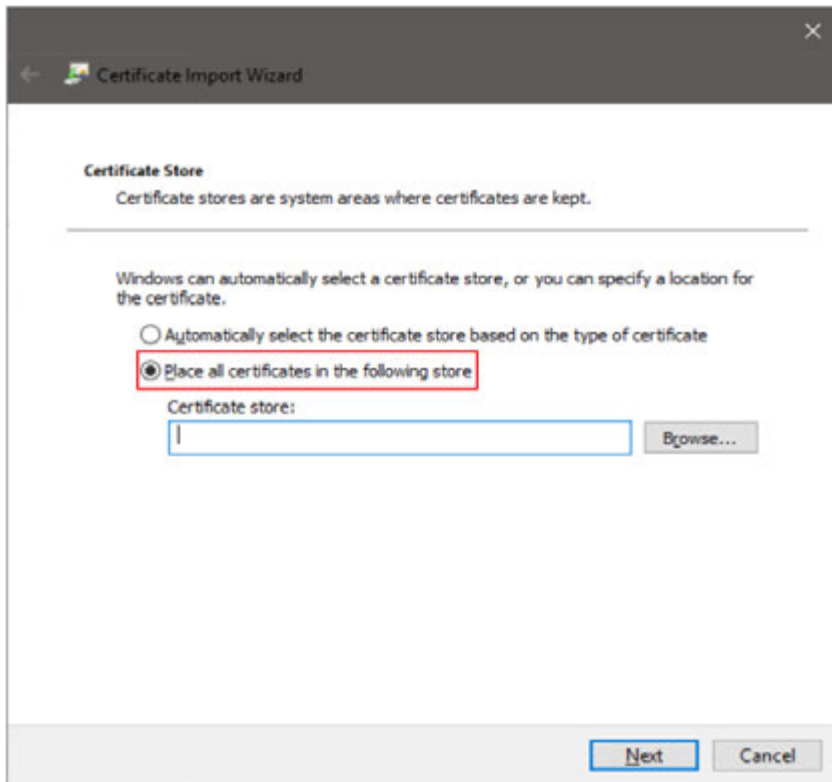 Certificate Import Wizard
Certificate Store
Certificate stores are system areas where certificates are kept.
Windows can automatically select a certificate store, or you can specify a location for
the certificate.
Automatically select the certificate store based on the type of certificate
Place all certificates in the following store
Certificate store:
Browse...
Next
Cancel